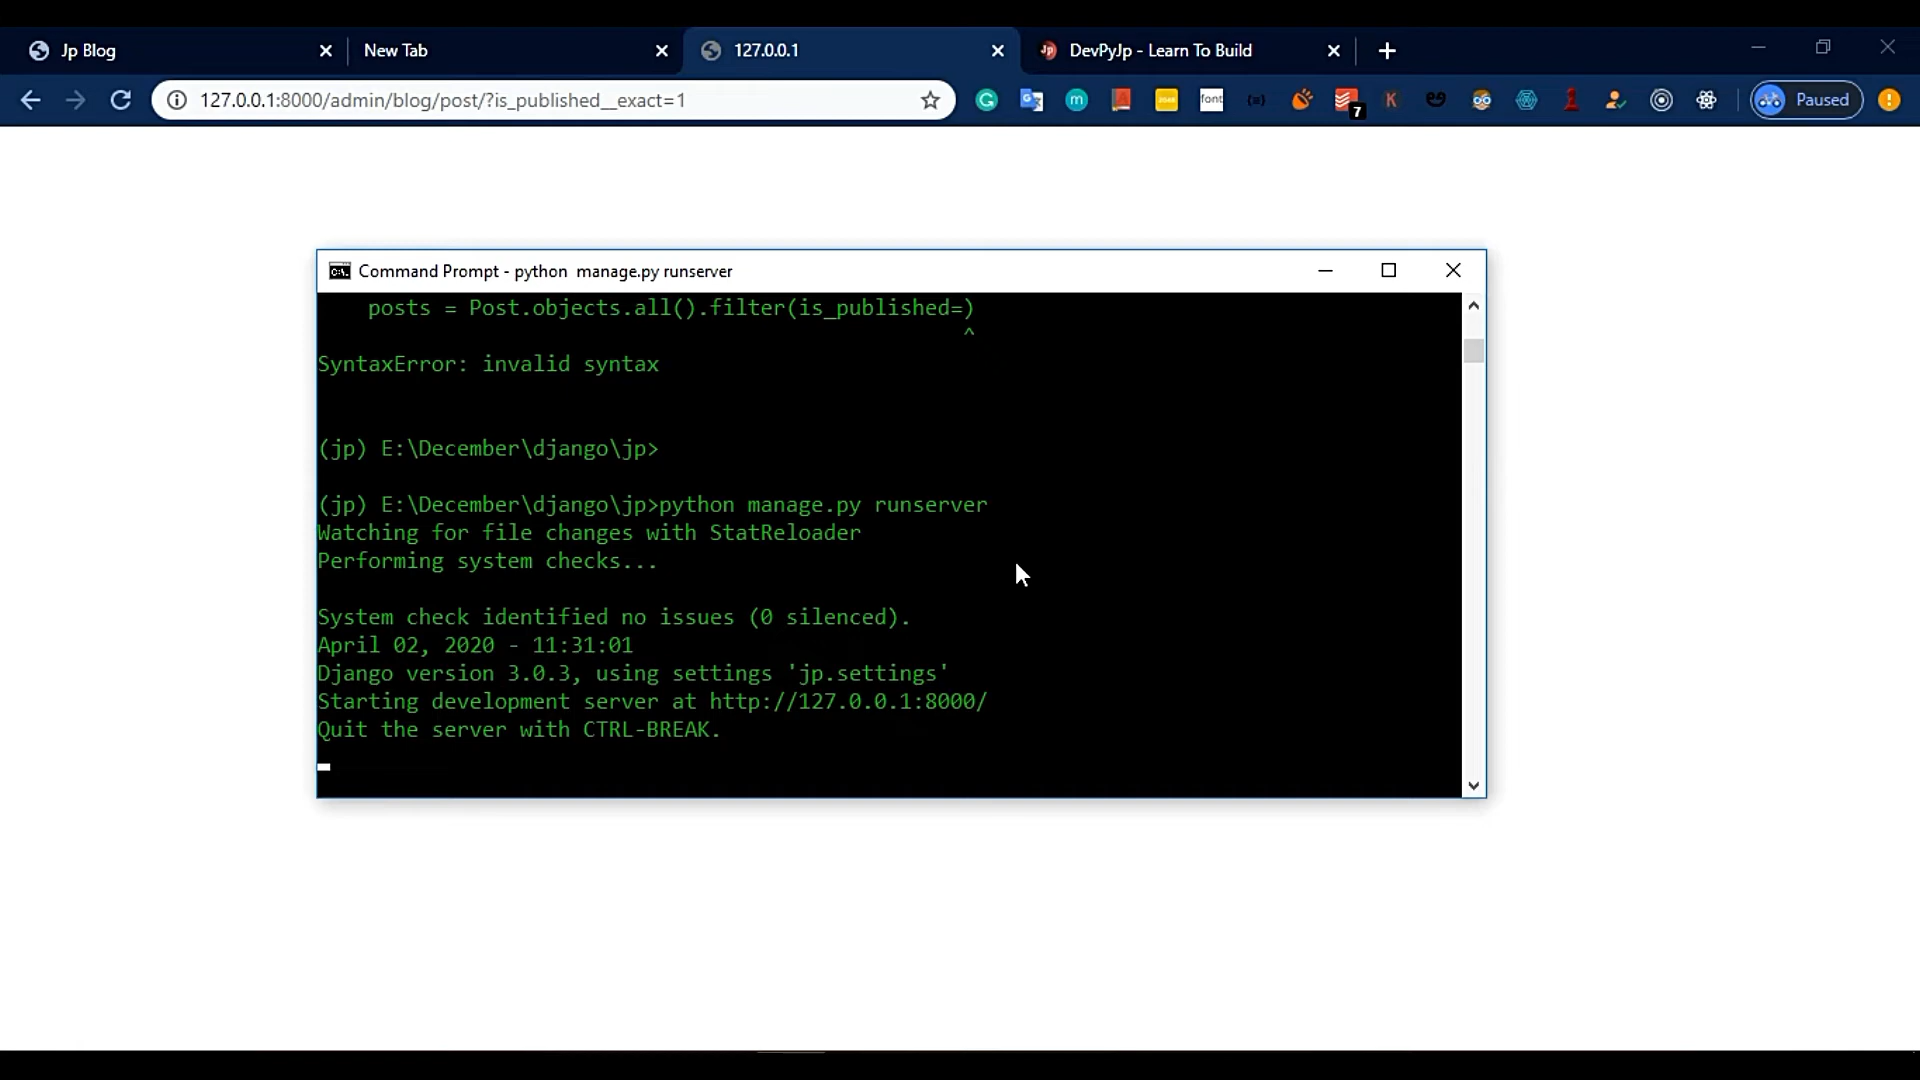 Jp Blog
New Tab
127.0.0.1
DevPyJp - Learn To Build
127.0.0.1:8000/admin/blog/post/?is_published__exact=1
font
7
Paused
Command Prompt - python  manage.py runserver
posts = Post.objects.all().filter(is_published=)
^
SyntaxError: invalid syntax
(jp) E:\December\django\jp>
(jp) E:\December\django\jp>python manage.py runserver
Watching for file changes with StatReloader
Performing system checks...
System check identified no issues (0 silenced).
April 02, 2020 - 11:31:01
Django version 3.0.3, using settings 'jp.settings'
Starting development server at http://127.0.0.1:8000/
Quit the server with CTRL-BREAK.